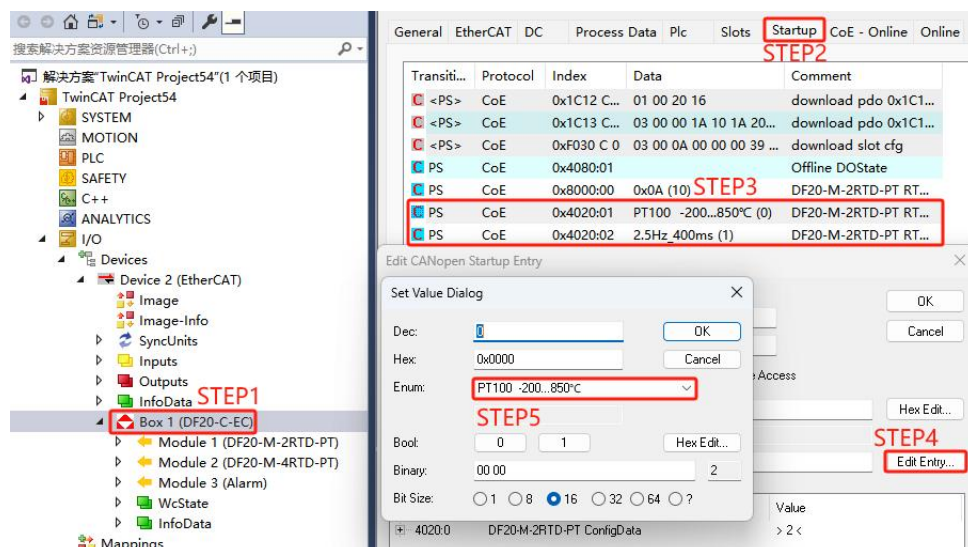 搜索解决方案资源管理器(Ctrl+;)
解决方案"TwinCAT Project54"(1 个项目)
TwinCAT Project54
SYSTEM
MOTION
PLC
SAFETY
C++
ANALYTICS
I/O
Devices
Device 2 (EtherCAT)
Image
Image-Info
SyncUnits
Inputs
Outputs
InfoData
STEP1
Box 1 (DF20-C-EC)
Module 1 (DF20-M-2RTD-PT)
Module 2 (DF20-M-4RTD-PT)
Module 3 (Alarm)
WcState
InfoData
Mappings
General EtherCAT DC Process Data Plc Slots Startup CoE - Online Online
STEP2
Transiti... Protocol Index Data Comment
C <PS> CoE 0x1C12 C... 01 00 20 16 download pdo 0x1C1...
C <PS> CoE 0x1C13 C... 03 00 00 1A 10 1A 20... download pdo 0x1C1...
C <PS> CoE 0xF030 C 0 03 00 0A 00 00 00 39 ... download slot cfg
C PS CoE 0x4080:01 Offline DOState
C PS CoE 0x8000:00 0x0A (10) DF20-M-2RTD-PT RT...
STEP3
C PS CoE 0x4020:01 PT100 -200...850℃ (0) DF20-M-2RTD-PT RT...
C PS CoE 0x4020:02 2.5Hz_400ms (1) DF20-M-2RTD-PT RT...
Edit CANopen Startup Entry
Set Value Dialog
Dec: 0 OK
Hex: 0x0000 Cancel
Enum: PT100 -200...850℃
STEP5
Bool: 0 1 Hex Edit...
Binary: 00 00 2
Bit Size: 1 8 16 32 64 ?
OK
Cancel
Access
Hex Edit...
STEP4
Edit Entry...
Value
4020:0 DF20-M-2RTD-PT ConfigData > 2 <